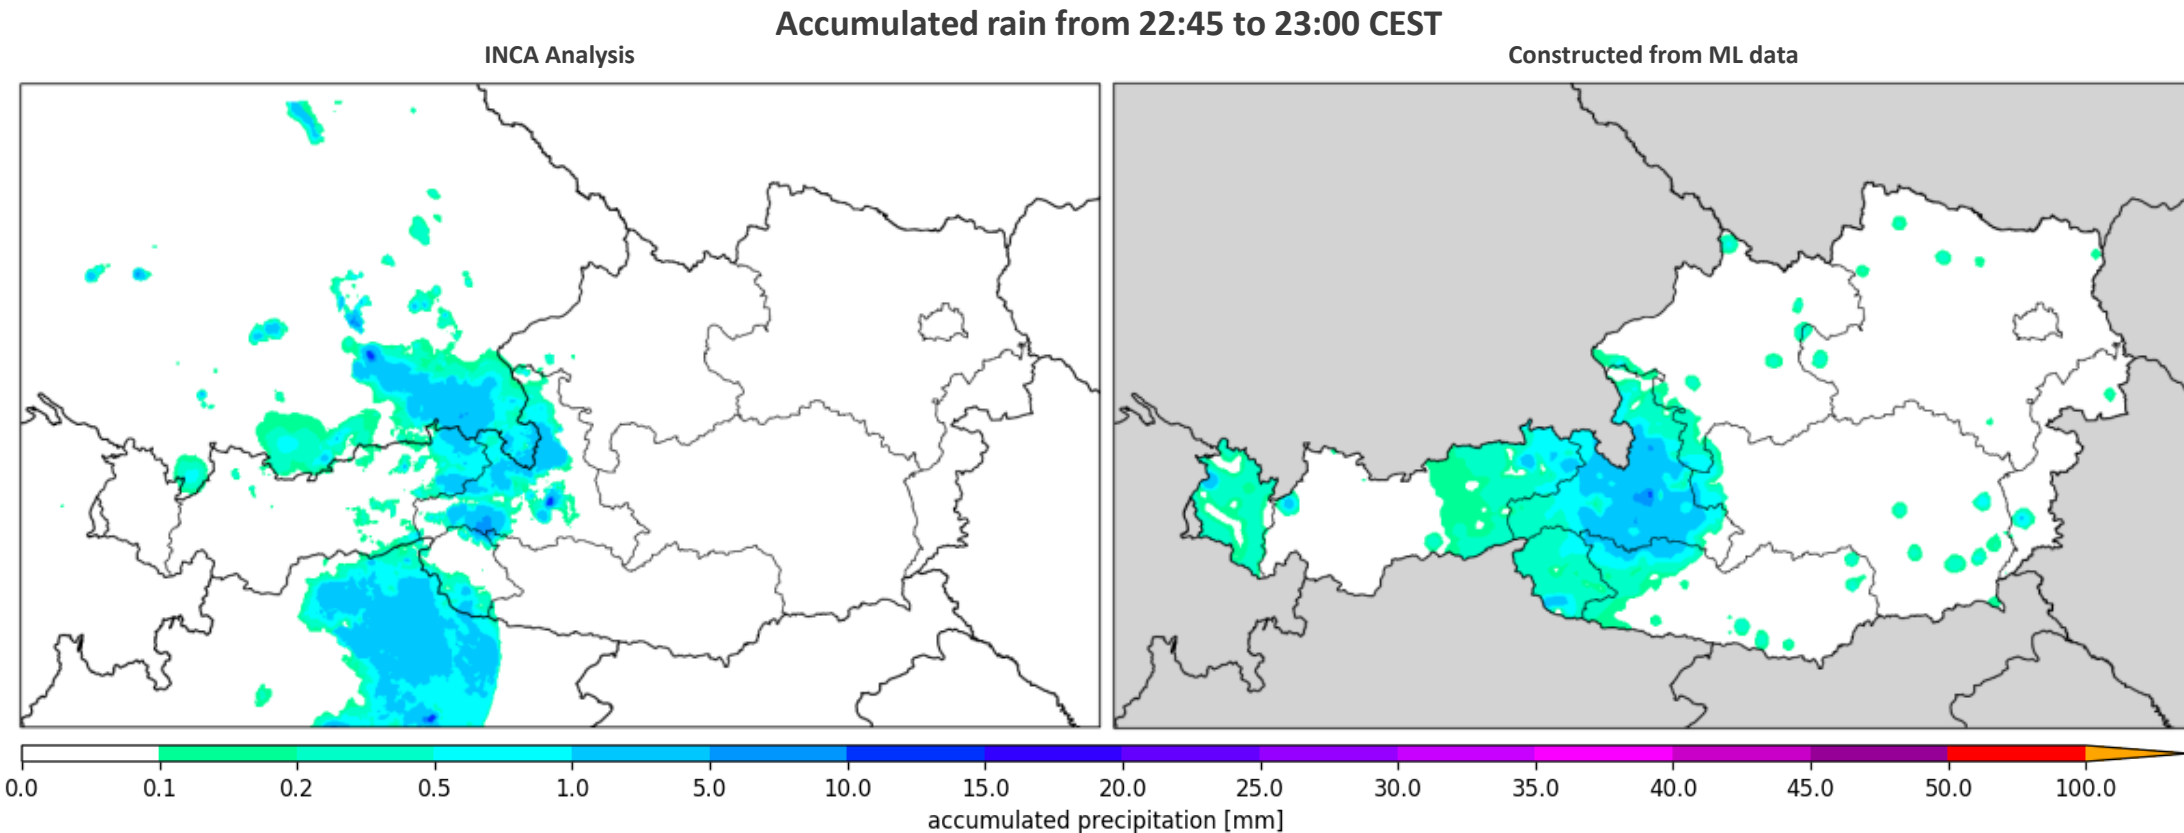 Accumulated rain from 22:45 to 23:00 CEST
INCA Analysis
Constructed from ML data
0.0 0.1 0.2 0.5 1.0 5.0 10.0 15.0 20.0 25.0 30.0 35.0 40.0 45.0 50.0 100.0
accumulated precipitation [mm]